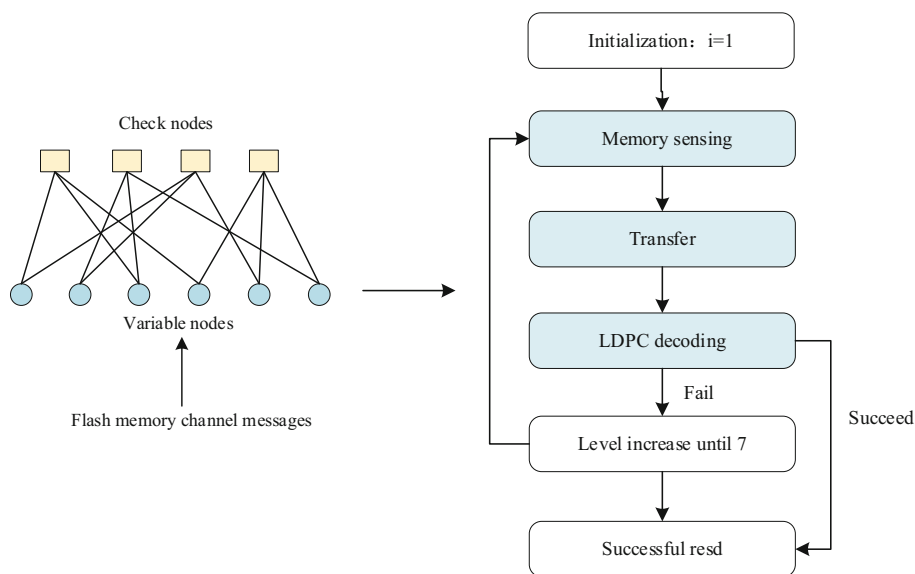 Check nodes
Variable nodes
Flash memory channel messages
Initialization：i=1
Memory sensing
Transfer
LDPC decoding
Fail
Succeed
Level increase until 7
Successful resd